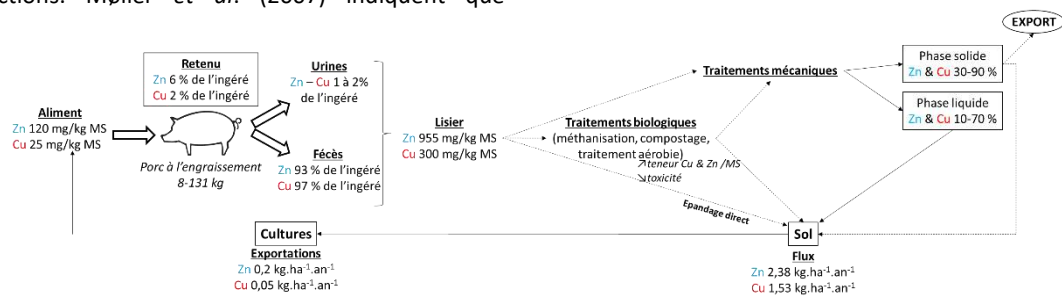 ctions. Møller et al. (2007) indiquent que
EXPORT
Retenu
Zn 6 % de l'ingéré
Cu 2 % de l'ingéré
Urines
Zn – Cu 1 à 2%
de l'ingéré
Traitements mécaniques
Phase solide
Zn & Cu 30-90 %
Aliment
Zn 120 mg/kg MS
Cu 25 mg/kg MS
Porc à l'engraissement
8-131 kg
Fécès
Zn 93 % de l'ingéré
Cu 97 % de l'ingéré
Lisier
Zn 955 mg/kg MS
Cu 300 mg/kg MS
Traitements biologiques
(méthanisation, compostage,
traitement aérobie)
↗teneur Cu & Zn /MS
↘toxicité
Phase liquide
Zn & Cu 10-70 %
Epandage direct
Cultures
Exportations
Zn 0,2 kg.ha⁻¹.an⁻¹
Cu 0,05 kg.ha⁻¹.an⁻¹
Sol
Flux
Zn 2,38 kg.ha⁻¹.an⁻¹
Cu 1,53 kg.ha⁻¹.an⁻¹